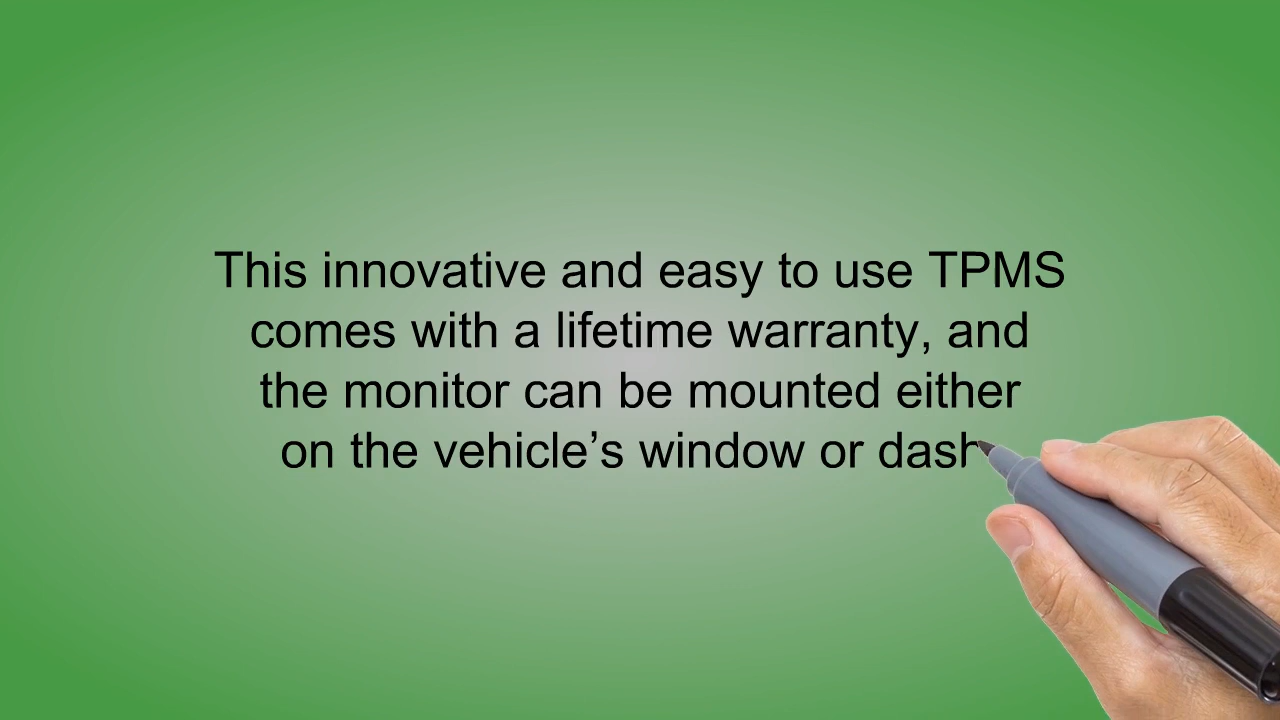 This innovative and easy to use TPMS
comes with a lifetime warranty, and
the monitor can be mounted either
on the vehicle’s window or dash